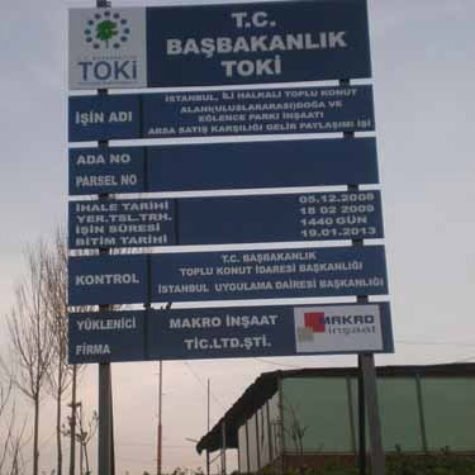 T.C.
BAŞBAKANLIK
TOKİ
TOKİ
İŞİN ADI
İSTANBUL, İLİ HALKALI TOPLU KONUT
ALANI(ULUSLARARASI)DOĞA VE
EĞLENCE PARKI İNŞAATI
ARSA SATIŞ KARŞILIĞI GELİR PAYLAŞIMI İŞİ
ADA NO
PARSEL NO
İHALE TARİHİ 05.12.2008
YER.TSL.TRH. 18 02 2009
İŞİN SÜRESİ 1440 GÜN
BİTİM TARİHİ 19.01.2013
KONTROL
T.C. BAŞBAKANLIK
TOPLU KONUT İDARESİ BAŞKANLIĞI
İSTANBUL UYGULAMA DAİRESİ BAŞKANLIĞI
YÜKLENİCİ
FİRMA
MAKRO İNŞAAT
TİC.LTD.ŞTİ.
MAKRO
inşaat